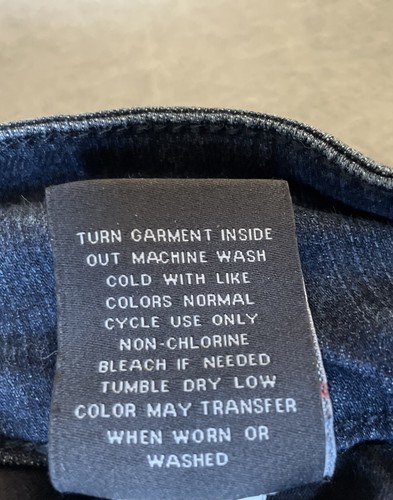 TURN GARMENT INSIDE
OUT MACHINE WASH
COLD WITH LIKE
COLORS NORMAL
CYCLE USE ONLY
NON-CHLORINE
BLEACH IF NEEDED
TUMBLE DRY LOW
COLOR MAY TRANSFER
WHEN WORN OR
WASHED